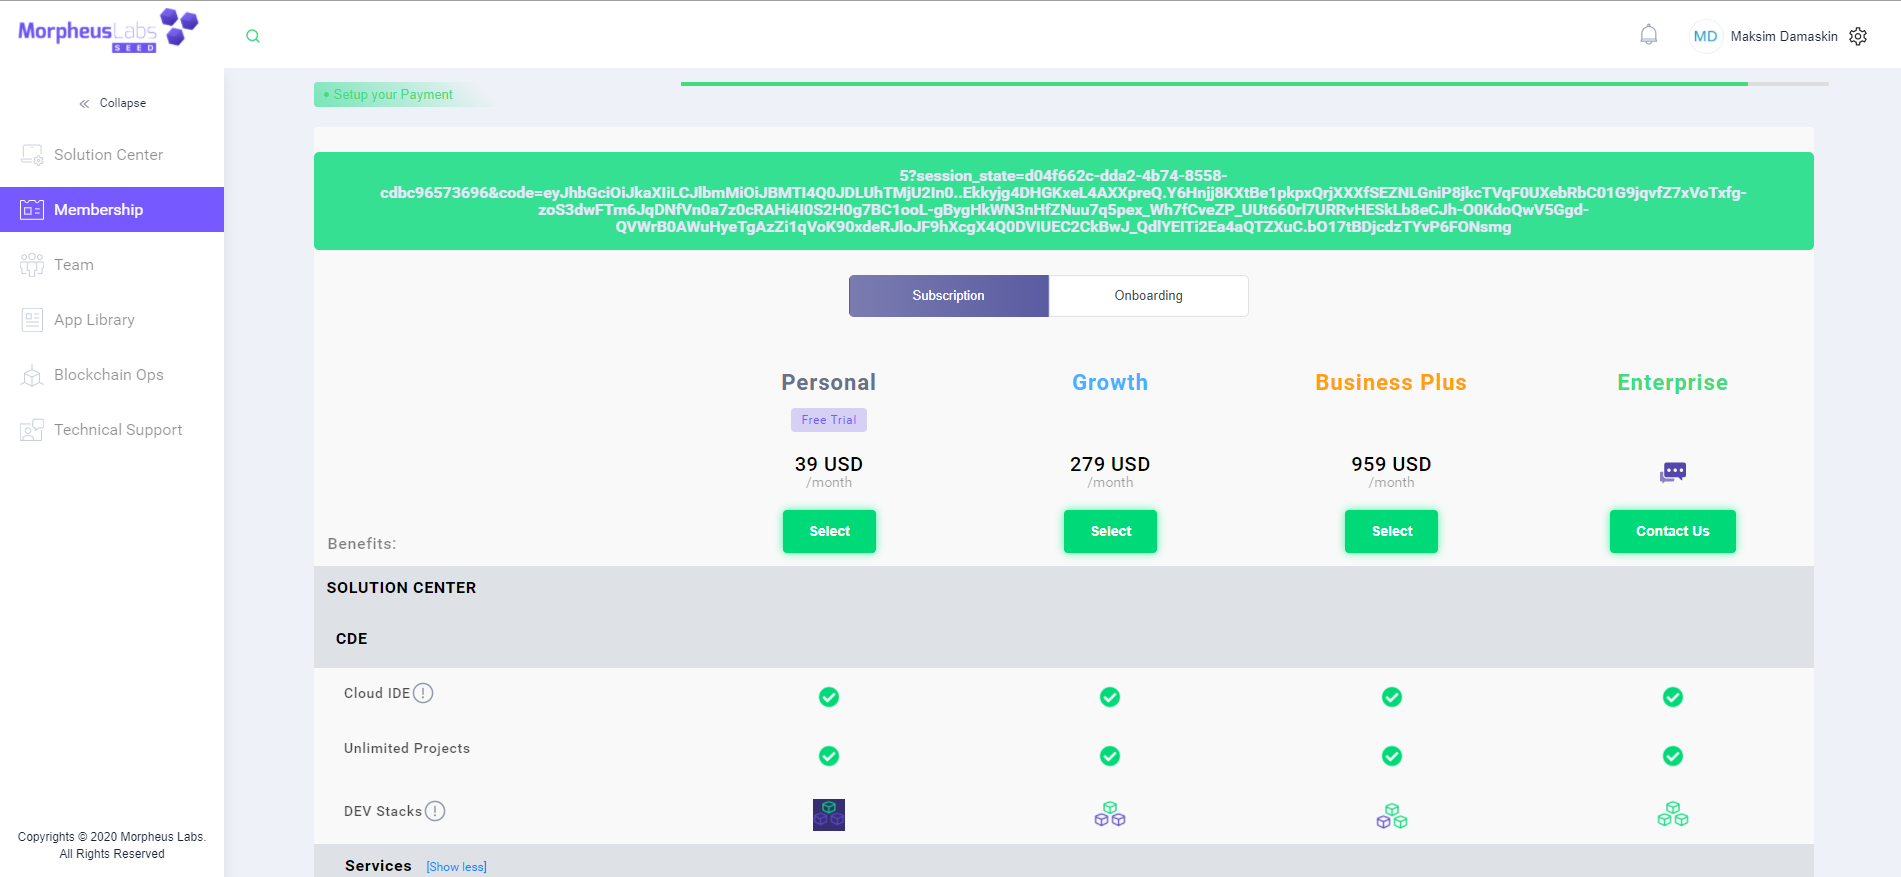 MorpheusLabs
SEED
MD
Maksim Damaskin
Collapse
Solution Center
Membership
Team
App Library
Blockchain Ops
Technical Support
Copyrights © 2020 Morpheus Labs.
All Rights Reserved
• Setup your Payment
5?session_state=d04f662c-dda2-4b74-8558-
cdbc96573696&code=eyJhbGciOiJkaXIiLCJlbmMiOiJBMTI4Q0JDLUhTMjU2In0..Ekkyjg4DHGKxeL4AXXpreQ.Y6Hnjj8KXtBe1pkpxQrjXXXfSEZNLGniP8jkcTVqF0UXebRbC01G9jqvfZ7xVoTxfg-
zoS3dwFTm6JqDNfVn0a7z0cRAHi4I0S2H0g7BC1ooL-gBygHkWN3nHfZNuu7q5pex_Wh7fCveZP_UUt660rl7URRvHESkLb8eCJh-O0KdoQwV5Ggd-
QVWrB0AWuHyeTgAzZi1qVoK90xdeRJloJF9hXcgX4Q0DVIUEC2CkBwJ_QdlYEITi2Ea4aQTZXuC.bO17tBDjcdzTYvP6FONsmg
Subscription
Onboarding
Personal
Growth
Business Plus
Enterprise
Free Trial
39 USD
/month
279 USD
/month
959 USD
/month
Select
Select
Select
Contact Us
Benefits:
SOLUTION CENTER
CDE
Cloud IDE
Unlimited Projects
DEV Stacks
Services [Show less]